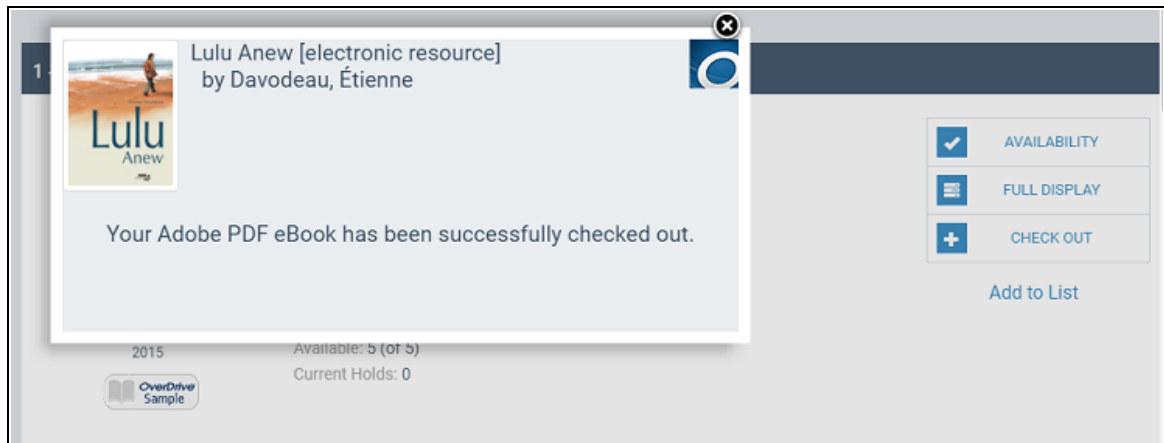 Lulu Anew [electronic resource]
by Davodeau, Étienne
1
Lulu
Anew
Your Adobe PDF eBook has been successfully checked out.
AVAILABILITY
FULL DISPLAY
CHECK OUT
Add to List
2015
Available: 5 (of 5)
Current Holds: 0
OverDrive
Sample